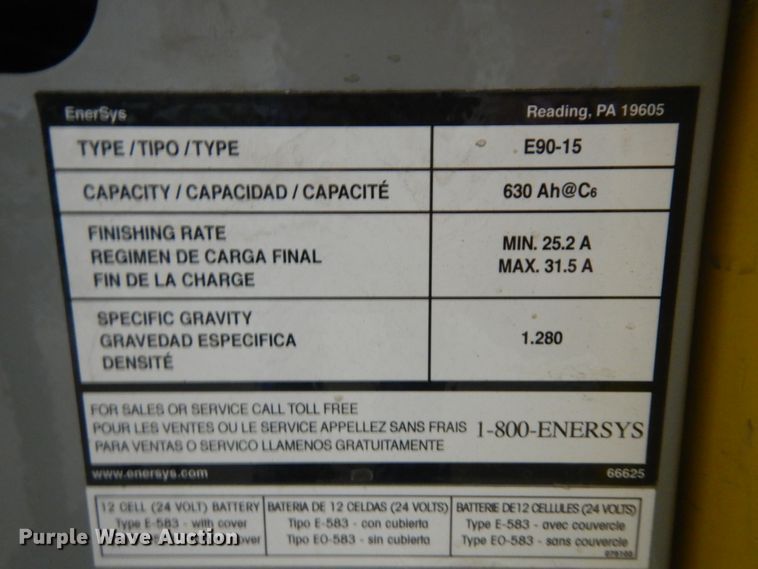 EnerSys
Reading, PA 19605
TYPE / TIPO / TYPE
E90-15
CAPACITY / CAPACIDAD / CAPACITÉ
630 Ah@C6
FINISHING RATE
REGIMEN DE CARGA FINAL
FIN DE LA CHARGE
MIN. 25.2 A
MAX. 31.5 A
SPECIFIC GRAVITY
GRAVEDAD ESPECIFICA
DENSITÉ
1.280
FOR SALES OR SERVICE CALL TOLL FREE
POUR LES VENTES OU LE SERVICE APPELLEZ SANS FRAIS
PARA VENTAS O SERVICO LLAMENOS GRATUITAMENTE
1-800-ENERSYS
www.enersys.com
66625
12 CELL (24 VOLT) BATTERY
Type E-583 - with cover
cover
BATERIA DE 12 CELDAS (24 VOLTS)
Tipo E-583 - con cubierta
Tipo EO-583 - sin cubierta
BATTERIE DE 12 CELLULES (24 VOLTS)
Type E-583 - avec couvercle
Type EO-583 - sans couvercle
Purple Wave Auction